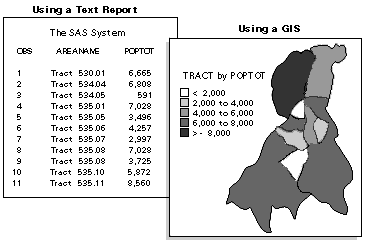 Using a Text Report
The SAS System
OBS AREANAME POPTOT
1 Tract 530.01 6,665
2 Tract 534.04 6,808
3 Tract 534.05 591
4 Tract 535.01 7,028
5 Tract 535.05 3,496
6 Tract 535.06 4,257
7 Tract 535.07 2,997
8 Tract 535.08 7,028
9 Tract 535.08 3,725
10 Tract 535.10 5,872
11 Tract 535.11 8,560
Using a GIS
TRACT by POPTOT
< 2,000
2,000 to 4,000
4,000 to 6,000
6,000 to 8,000
>- 8,000